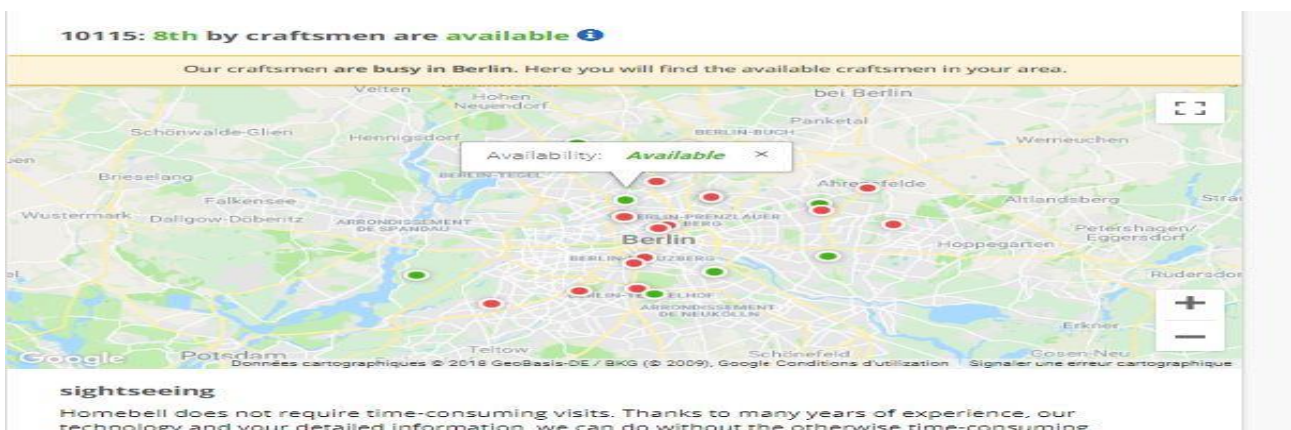 10115: 8th by craftsmen are available
Our craftsmen are busy in Berlin. Here you will find the available craftsmen in your area.
Velten
Hohen
Neuendorf
bei Berlin
Panketal
Schönwalde-Glien
Hennigsdorf
BERLIN-BUCH
Werneuchen
Availability: Available ×
Brieselang
BERLIN-TEGEL
Falkensee
Altlandsberg
Wustermark
Dallgow-Döberitz
ARRONDISSEMENT
DE SPANDAU
BERLIN-PRENZLAUER
BERG
Petershagen/
Eggersdorf
Berlin
Hoppegarten
ARRONDISSEMENT
DE NEUKÖLLN
Erkner
Google
Potsdam
Teltow
Schönefeld
Gosen-Neu
Données cartographiques © 2018 GeoBasis-DE / BKG (© 2009), Google Conditions d'utilization Signaler une erreur cartographique
sightseeing
Homebell does not require time-consuming visits. Thanks to many years of experience, our
technology and your detailed information, we can do without the otherwise time-consuming